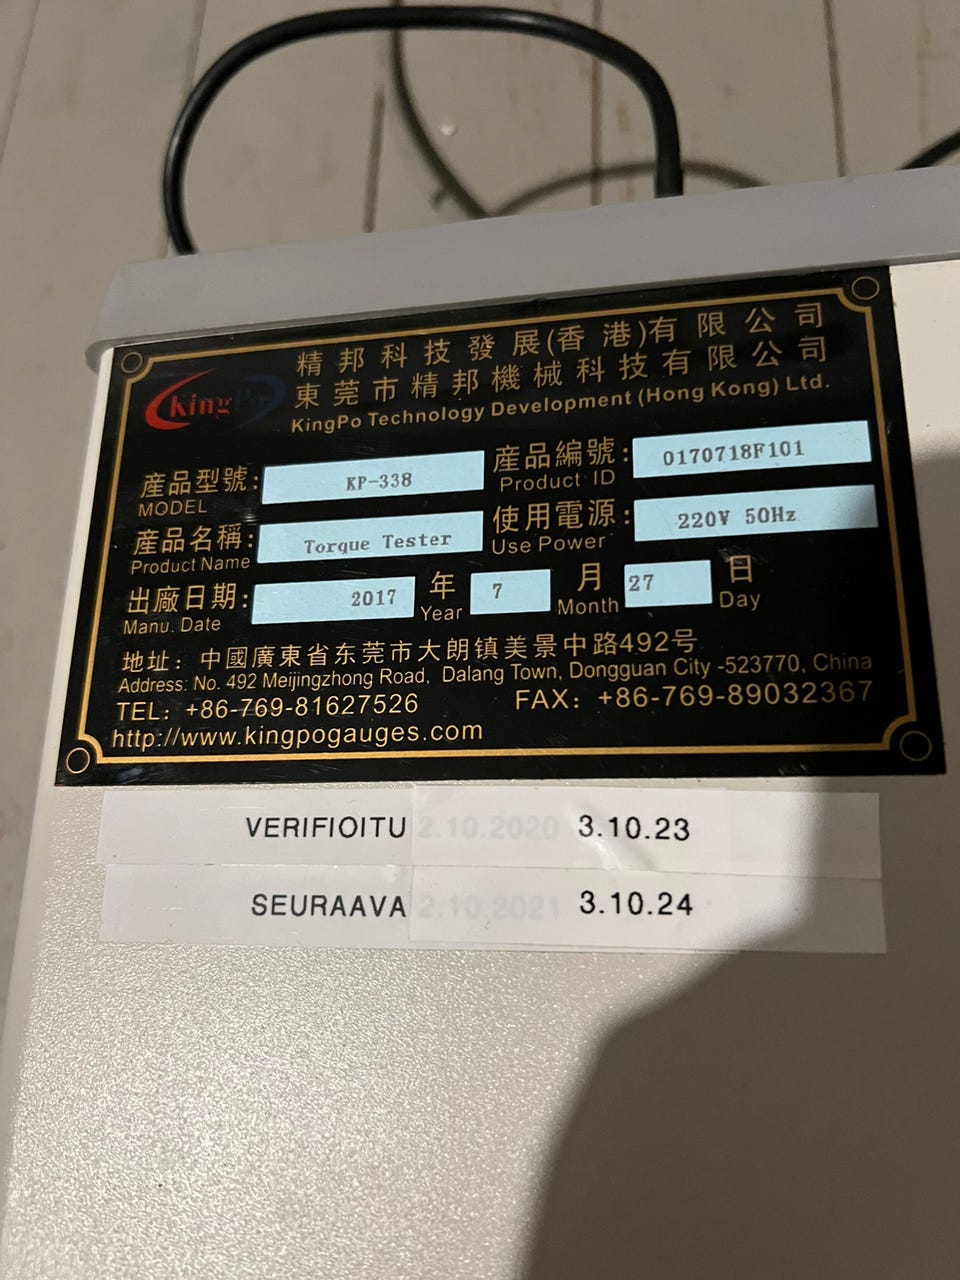 精邦科技發展(香港)有限公司
東莞市精邦機械科技有限公司
KingPo Technology Development (Hong Kong) Ltd.
KingPo
產品型號: KP-338 產品編號: 0170718F101
MODEL Product ID
產品名稱: Torque Tester 使用電源: 220V 50Hz
Product Name Use Power
出廠日期: 2017 年 7 月 27 日
Manu. Date Year Month Day
地址：中國廣東省东莞市大朗镇美景中路492号
Address: No. 492 Meijingzhong Road, Dalang Town, Dongguan City -523770, China
TEL: +86-769-81627526 FAX: +86-769-89032367
http://www.kingpogauges.com
VERIFIOITU 2.10.2020 3.10.23
SEURAAVA 2.10.2021 3.10.24